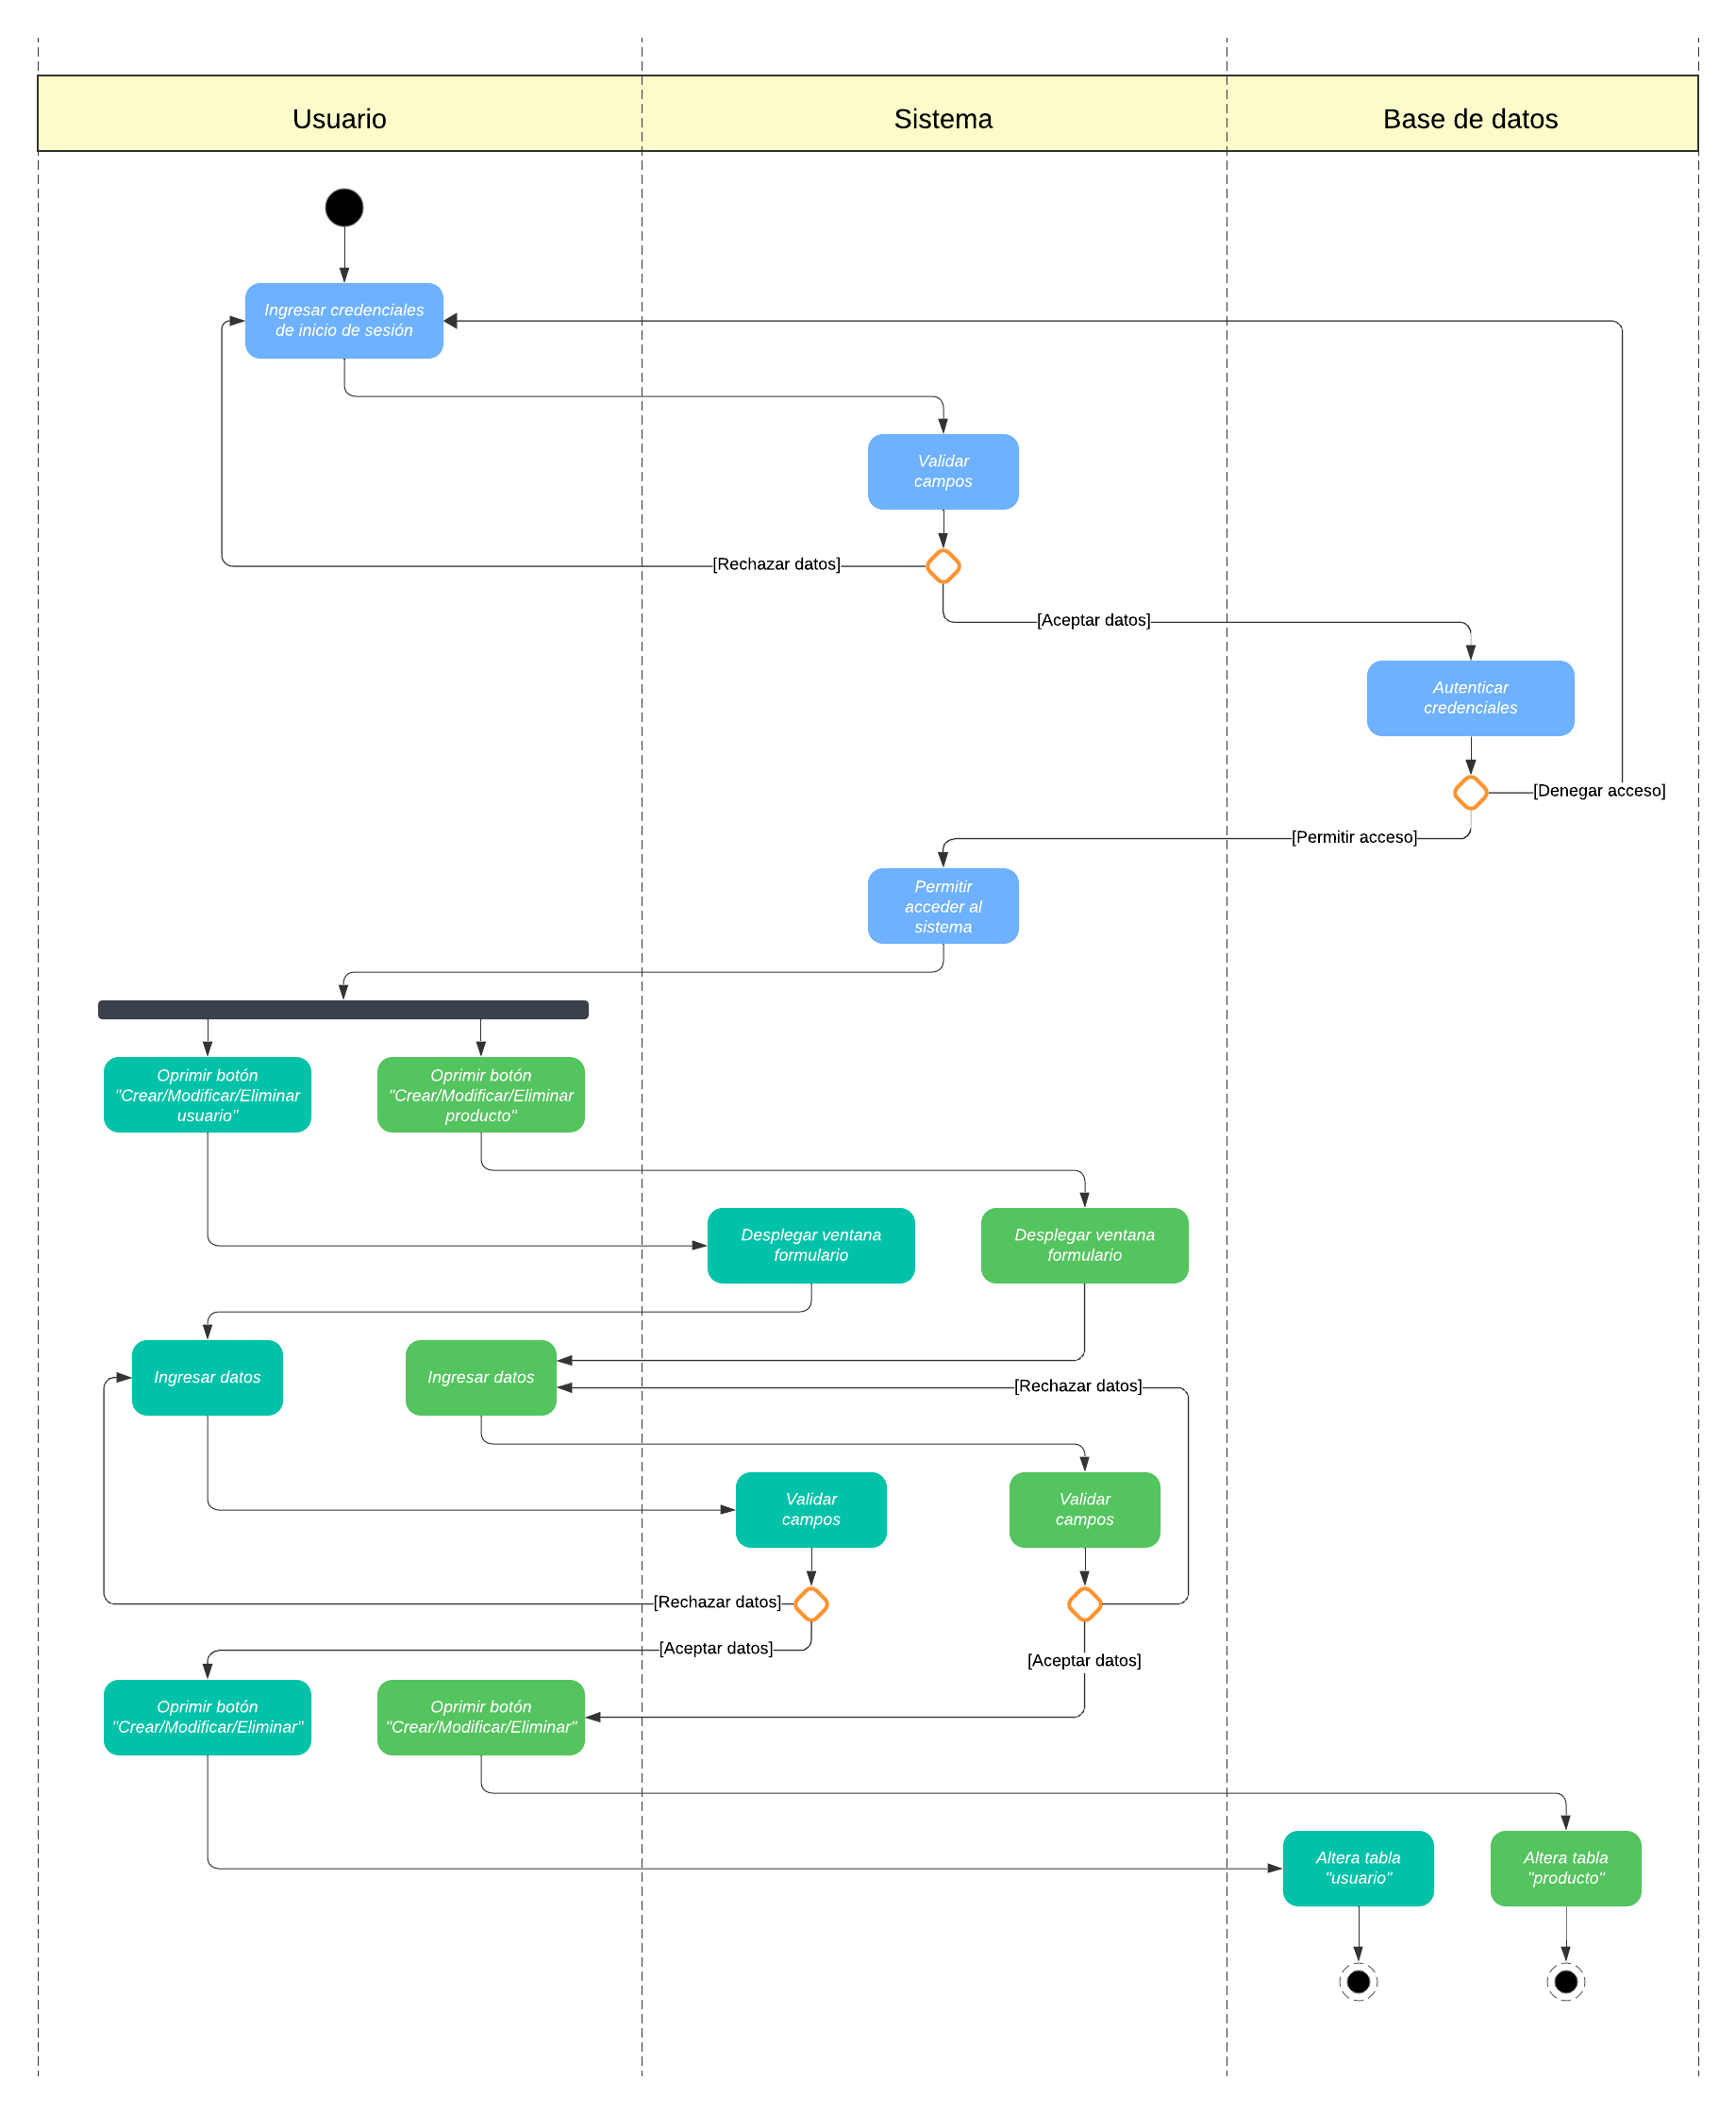 Usuario
Sistema
Base de datos
Ingresar credenciales
de inicio de sesión
Validar
campos
[Rechazar datos]
[Aceptar datos]
Autenticar
credenciales
[Denegar acceso]
[Permitir acceso]
Permitir
acceder al
sistema
Oprimir botón
"Crear/Modificar/Eliminar
usuario"
Oprimir botón
"Crear/Modificar/Eliminar
producto"
Desplegar ventana
formulario
Desplegar ventana
formulario
Ingresar datos
Ingresar datos
[Rechazar datos]
Validar
campos
Validar
campos
[Rechazar datos]
[Aceptar datos]
[Aceptar datos]
Oprimir botón
"Crear/Modificar/Eliminar"
Oprimir botón
"Crear/Modificar/Eliminar"
Altera tabla
"usuario"
Altera tabla
"producto"